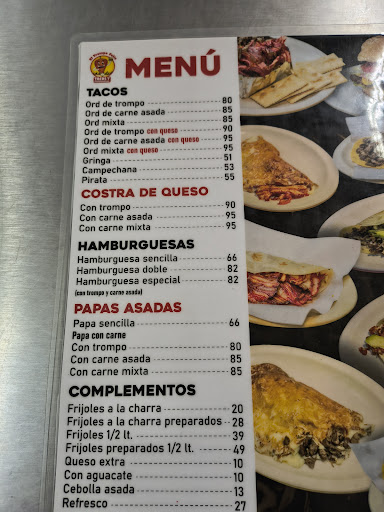 MENÚ
TACOS
Ord de trompo 80
Ord de carne asada 85
Ord mixta 85
Ord de trompo con queso 90
Ord de carne asada con queso 95
Ord mixta con queso 95
Gringa 51
Campechana 53
Pirata 55
COSTRA DE QUESO
Con trompo 90
Con carne asada 95
Con carne mixta 95
HAMBURGUESAS
Hamburguesa sencilla 66
Hamburguesa doble 82
Hamburguesa especial 82
(con trompo y carne asada)
PAPAS ASADAS
Papa sencilla 66
Papa con carne
Con trompo 80
Con carne asada 85
Con carne mixta 85
COMPLEMENTOS
Frijoles a la charra 20
Frijoles a la charra preparados 28
Frijoles 1/2 lt. 39
Frijoles preparados 1/2 lt. 49
Queso extra 10
Con aguacate 10
Cebolla asada 13
Refresco 27